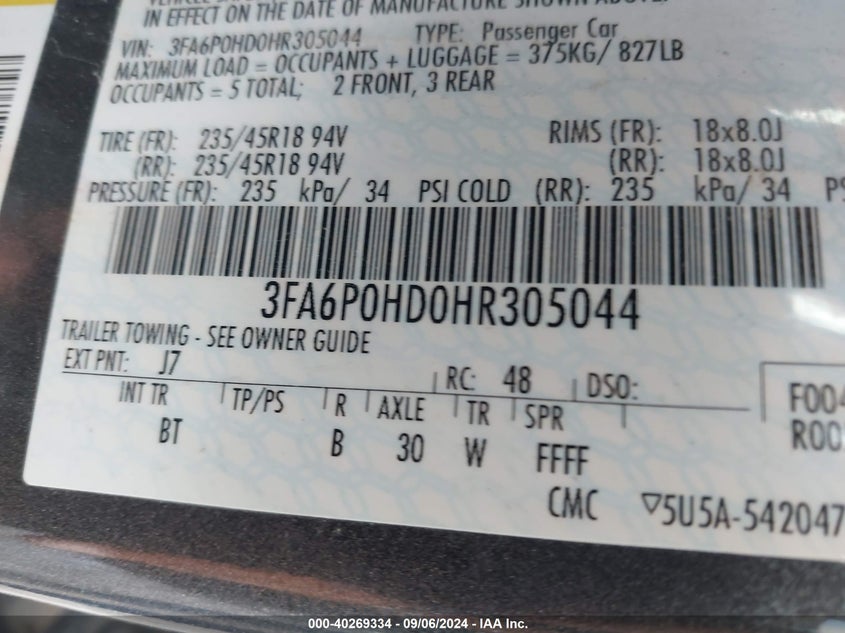 IN EFFECT ON THE DATE OF MANUFACTURE SHOWN ABOVE.
VIN: 3FA6P0HD0HR305044 TYPE: Passenger Car
MAXIMUM LOAD = OCCUPANTS + LUGGAGE = 375KG/ 827LB
OCCUPANTS = 5 TOTAL; 2 FRONT, 3 REAR
TIRE (FR): 235/45R18 94V RIMS (FR): 18x8.0J
(RR): 235/45R18 94V (RR): 18x8.0J
PRESSURE (FR): 235 kPa/ 34 PSI COLD (RR): 235 kPa/ 34
3FA6P0HD0HR305044
TRAILER TOWING - SEE OWNER GUIDE
EXT PNT: J7 RC: 48 DSO:
INT TR TP/PS R AXLE TR SPR
BT B 30 W FFFF
F004
R00
CMC ▽5U5A-542047
000-40269334 - 09/06/2024 - IAA Inc.